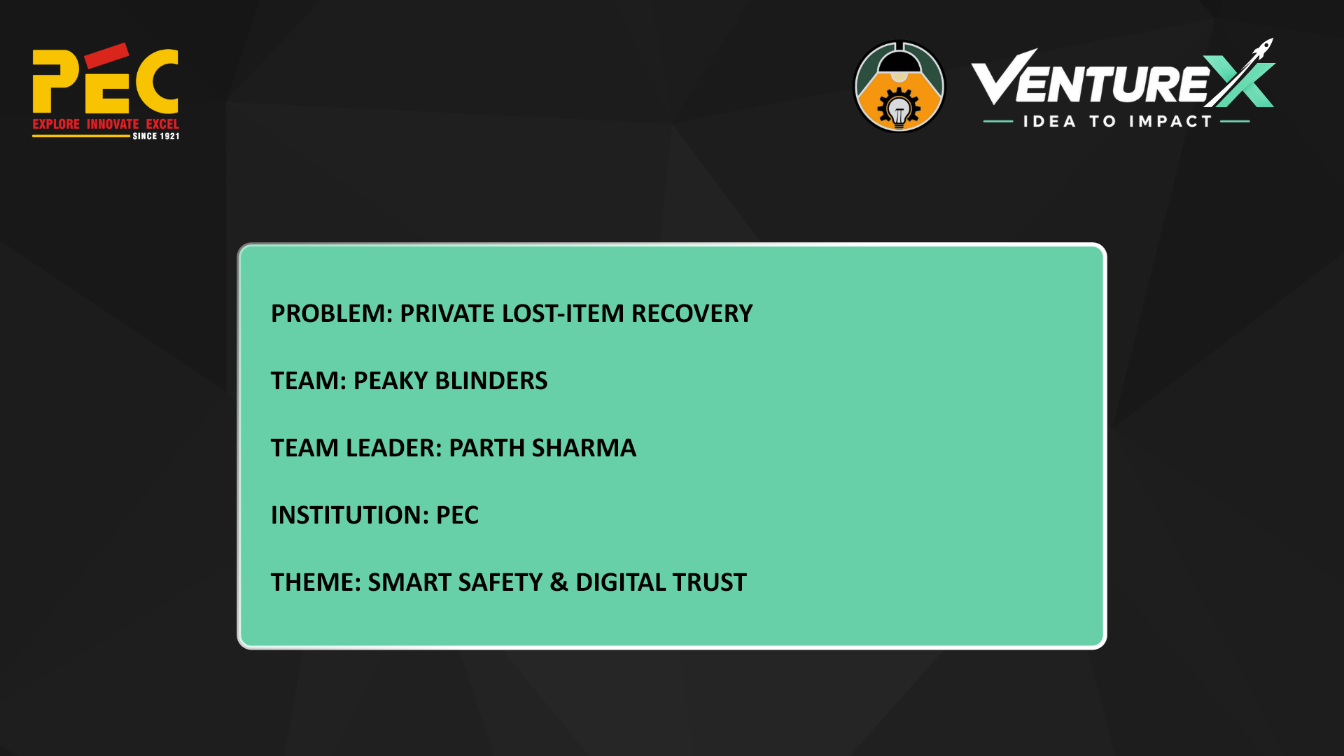 PEC
EXPLORE INNOVATE EXCEL
SINCE 1921
VENTUREX
IDEA TO IMPACT
PROBLEM: PRIVATE LOST-ITEM RECOVERY
TEAM: PEAKY BLINDERS
TEAM LEADER: PARTH SHARMA
INSTITUTION: PEC
THEME: SMART SAFETY & DIGITAL TRUST